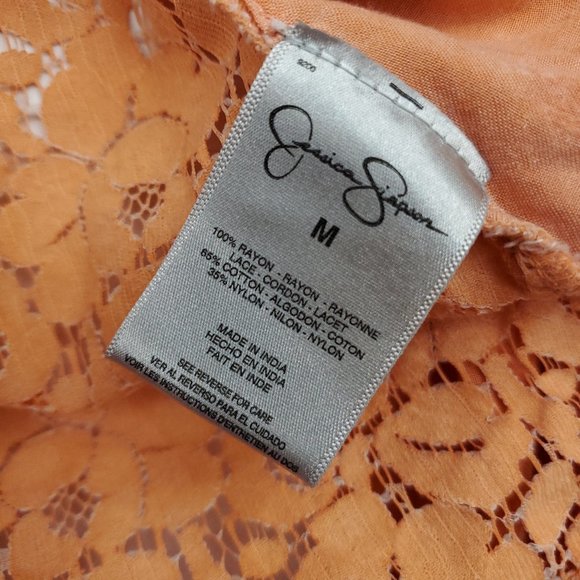 9200
Jessica Simpson
M
100% RAYON - RAYON - RAYONNE
LACE - CORDON - LACET
65% COTTON - ALGODON - COTON
35% NYLON - NILON - NYLON
MADE IN INDIA
HECHO EN INDIA
FAIT EN INDE
SEE REVERSE FOR CARE
VER AL REVERSO PARA EL CUIDADO
VOIR LES INSTRUCTIONS D'ENTRETIEN AU DOS